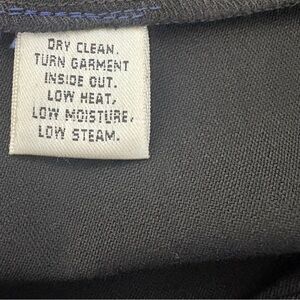 DRY CLEAN.
TURN GARMENT
INSIDE OUT.
LOW HEAT,
LOW MOISTURE,
LOW STEAM.